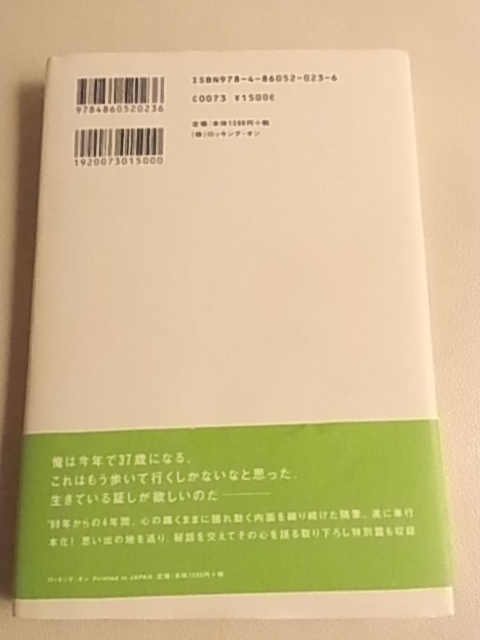 9784860520236
1920073015000
ISBN978-4-86052-023-6
C0073 ¥1500E
定価：本体1500円＋税
（株）ロッキング・オン
俺は今年で37歳になる。
これはもう歩いて行くしかないなと思った。
生きている証しが欲しいのだ———
'99年からの4年間、心の趣くままに揺れ動く内面を綴り続けた随筆、遂に単行
本化！ 思い出の地を巡り、秘話を交えてその心を語る取り下ろし特別篇も収録
ロッキング・オン Printed in JAPAN 定価：本体1500円＋税